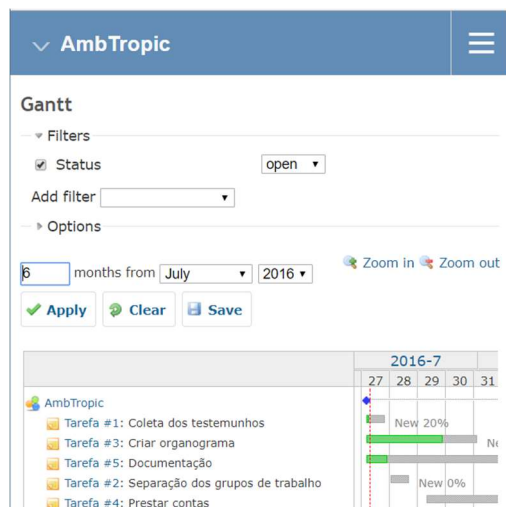 AmbTropic
Gantt
Filters
Status open
Add filter
Options
6 months from July 2016 Zoom in Zoom out
Apply Clear Save
2016-7
27 28 29 30 31
AmbTropic
Tarefa #1: Coleta dos testemunhos New 20%
Tarefa #3: Criar organograma
Tarefa #5: Documentação
Tarefa #2: Separação dos grupos de trabalho New 0%
Tarefa #4: Prestar contas